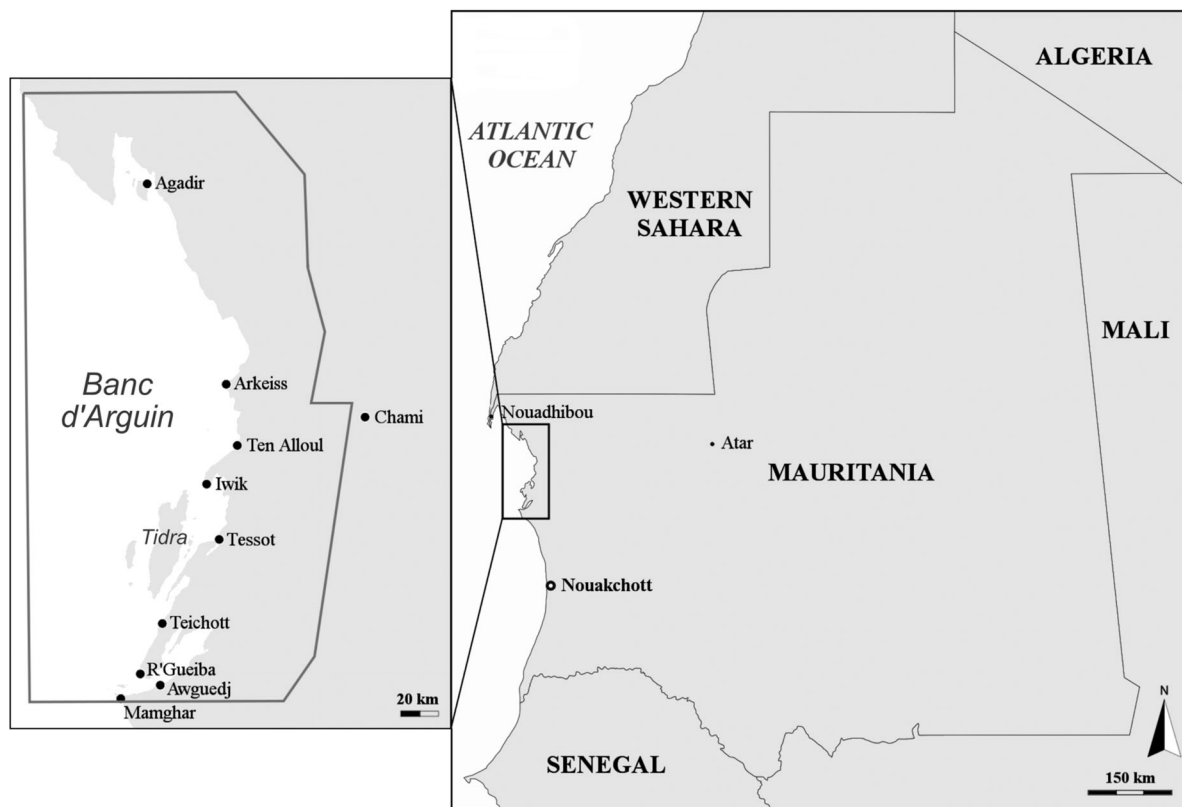 Agadir
Arkeiss
Banc
d'Arguin
Chami
Ten Alloul
Iwik
Tidra
Tessot
Teichott
R'Gueiba
Awguedj
Mamghar
20 km
ALGERIA
ATLANTIC
OCEAN
WESTERN
SAHARA
MALI
Nouadhibou
Atar
MAURITANIA
Nouakchott
SENEGAL
N
150 km